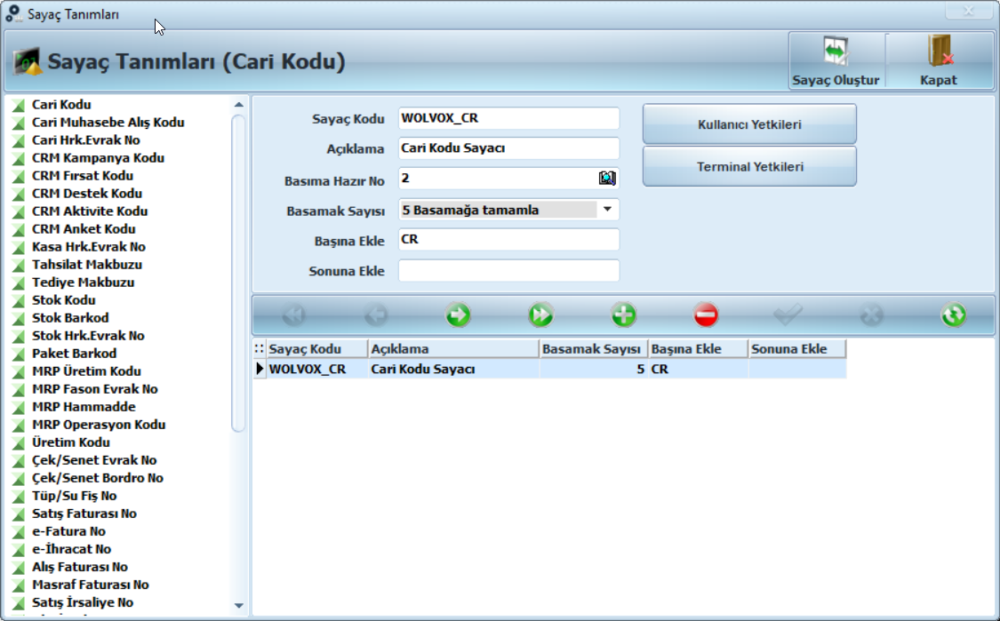 Sayaç Tanımları
Sayaç Tanımları (Cari Kodu)
Sayaç Oluştur
Kapat
Cari Kodu
Cari Muhasebe Alış Kodu
Cari Hrk.Evrak No
CRM Kampanya Kodu
CRM Fırsat Kodu
CRM Destek Kodu
CRM Aktivite Kodu
CRM Anket Kodu
Kasa Hrk.Evrak No
Tahsilat Makbuzu
Tediye Makbuzu
Stok Kodu
Stok Barkod
Stok Hrk.Evrak No
Paket Barkod
MRP Üretim Kodu
MRP Fason Evrak No
MRP Hammadde
MRP Operasyon Kodu
Üretim Kodu
Çek/Senet Evrak No
Çek/Senet Bordro No
Tüp/Su Fiş No
Satış Faturası No
e-Fatura No
e-İhracat No
Alış Faturası No
Masraf Faturası No
Satış İrsaliye No
Sayaç Kodu WOLVOX_CR
Açıklama Cari Kodu Sayacı
Basıma Hazır No 2
Basamak Sayısı 5 Basamağa tamamla
Başına Ekle CR
Sonuna Ekle
Kullanıcı Yetkileri
Terminal Yetkileri
Sayaç Kodu Açıklama Basamak Sayısı Başına Ekle Sonuna Ekle
WOLVOX_CR Cari Kodu Sayacı 5 CR